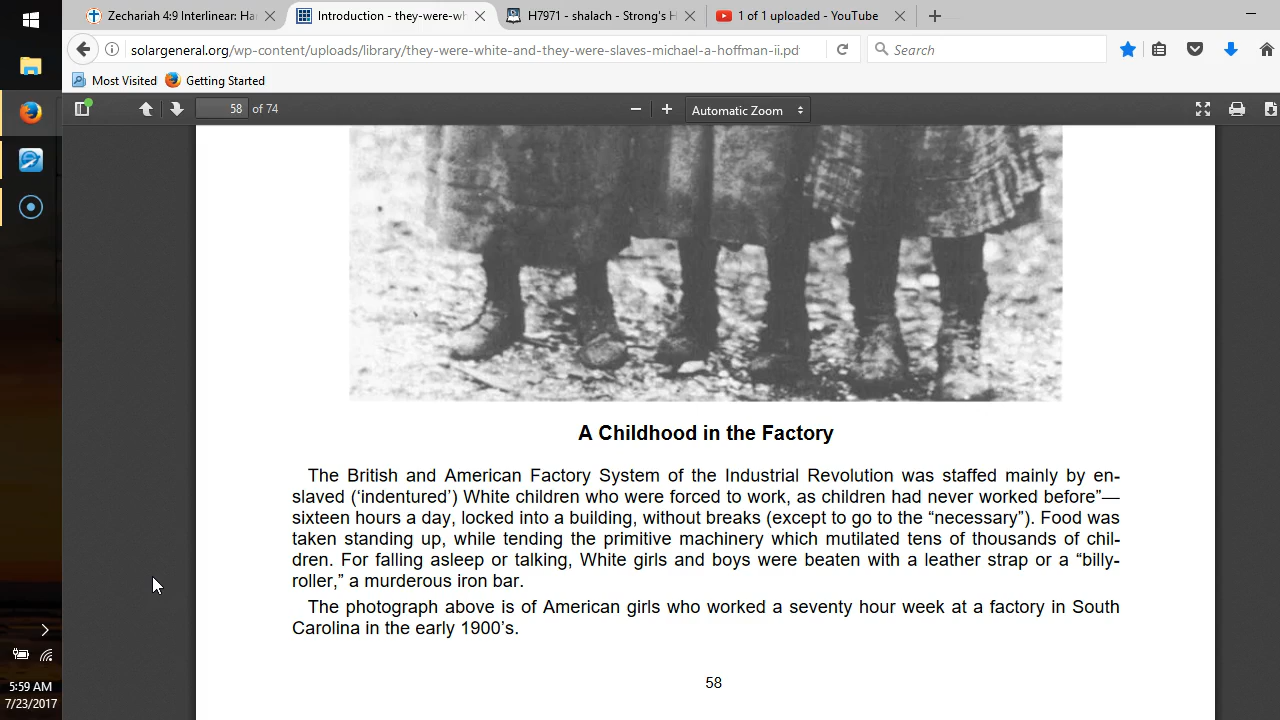 Zechariah 4:9 Interlinear: Ha
Introduction - they-were-wh
H7971 - shalach - Strong's H
1 of 1 uploaded - YouTube
solargeneral.org/wp-content/uploads/library/they-were-white-and-they-were-slaves-michael-a-hoffman-ii.pd
Search
Most Visited
Getting Started
58 of 74
Automatic Zoom
A Childhood in the Factory
The British and American Factory System of the Industrial Revolution was staffed mainly by en-
slaved (‘indentured’) White children who were forced to work, as children had never worked before”—
sixteen hours a day, locked into a building, without breaks (except to go to the “necessary”). Food was
taken standing up, while tending the primitive machinery which mutilated tens of thousands of chil-
dren. For falling asleep or talking, White girls and boys were beaten with a leather strap or a “billy-
roller,” a murderous iron bar.
The photograph above is of American girls who worked a seventy hour week at a factory in South
Carolina in the early 1900’s.
58
5:59 AM
7/23/2017